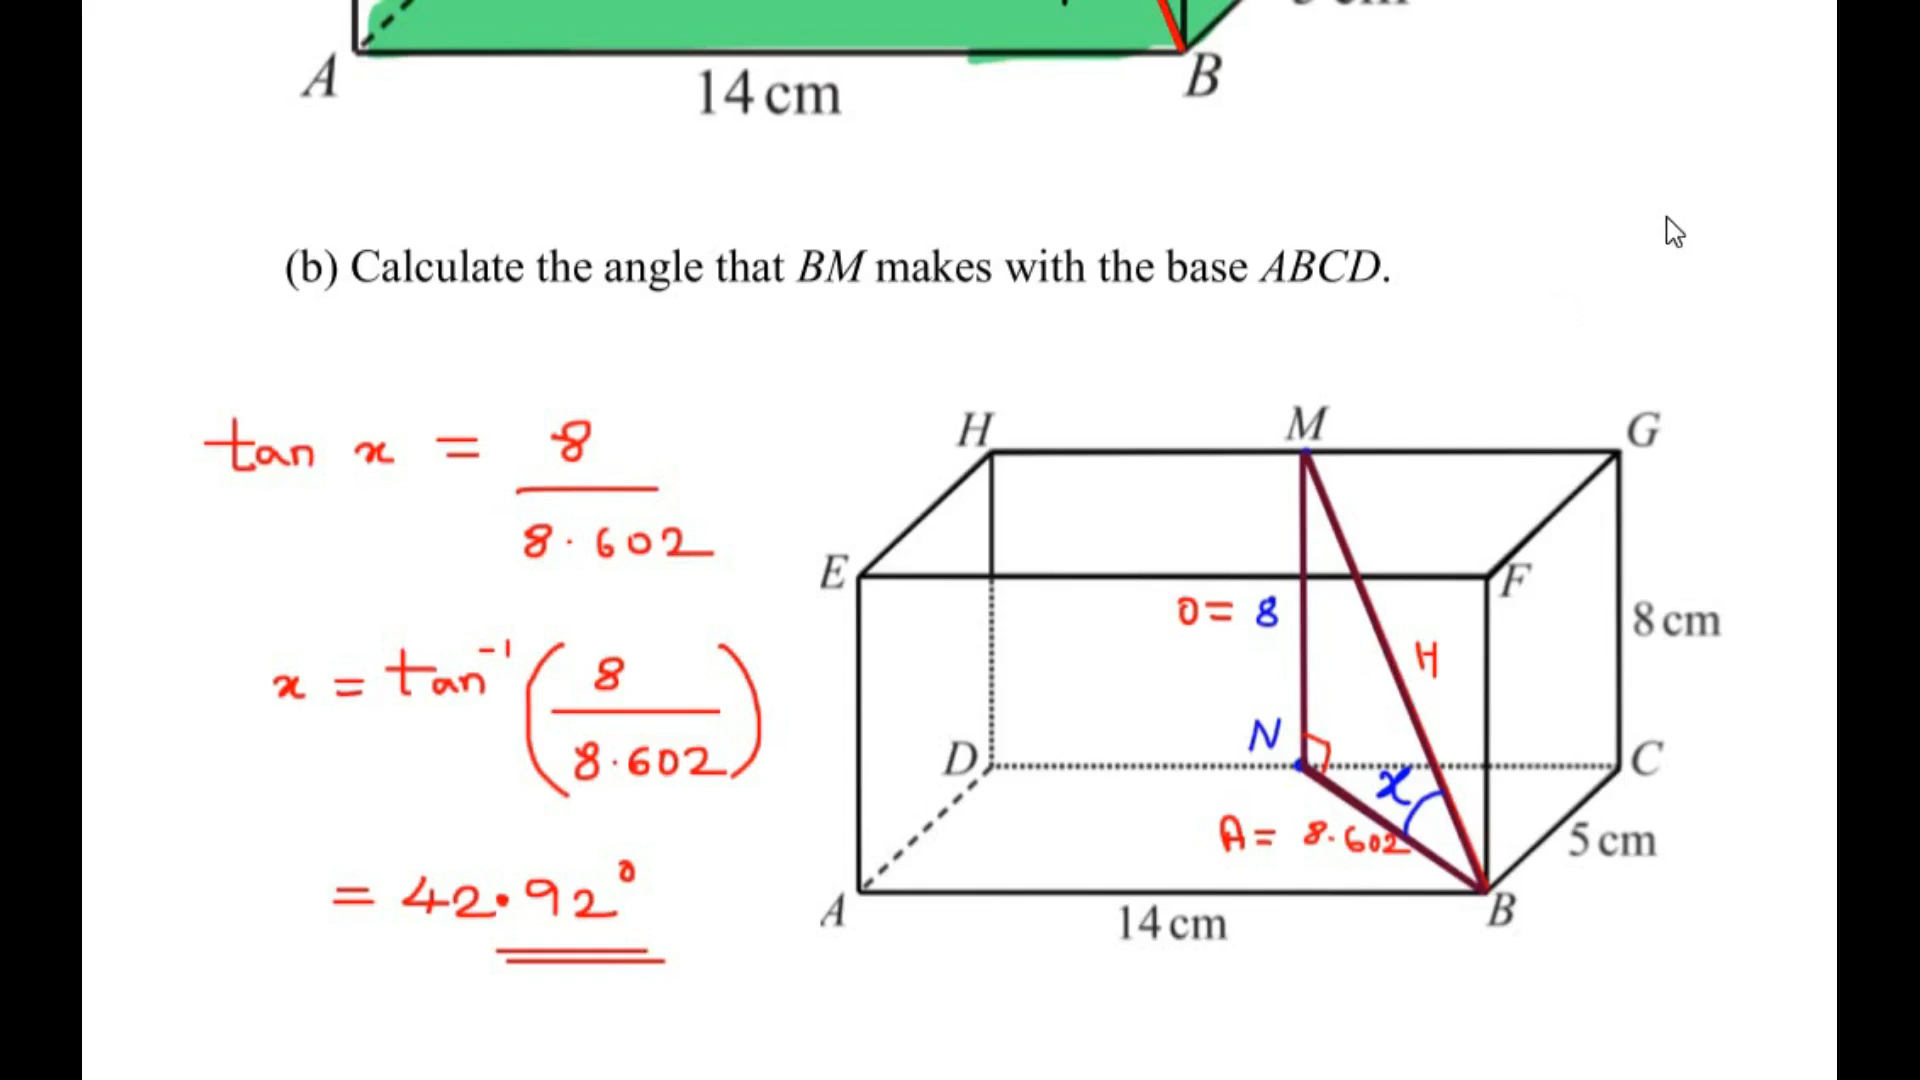 A
14 cm
B
(b) Calculate the angle that BM makes with the base ABCD.
tan x = 8
8.602
x = tan⁻¹ ( 8
8.602 )
= 42.92°
H
M
G
E
F
O = 8
8 cm
H
N
D
C
x
A = 8.602
5 cm
A
14 cm
B